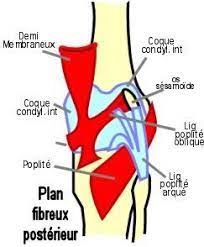 Demi
Membraneux
Coque
condyl.int
os
sésamoïde
Coque
condyl.int
Lig
poplité
oblique
Poplité
Lig
poplité
arqué
Plan
fibreux
postérieur